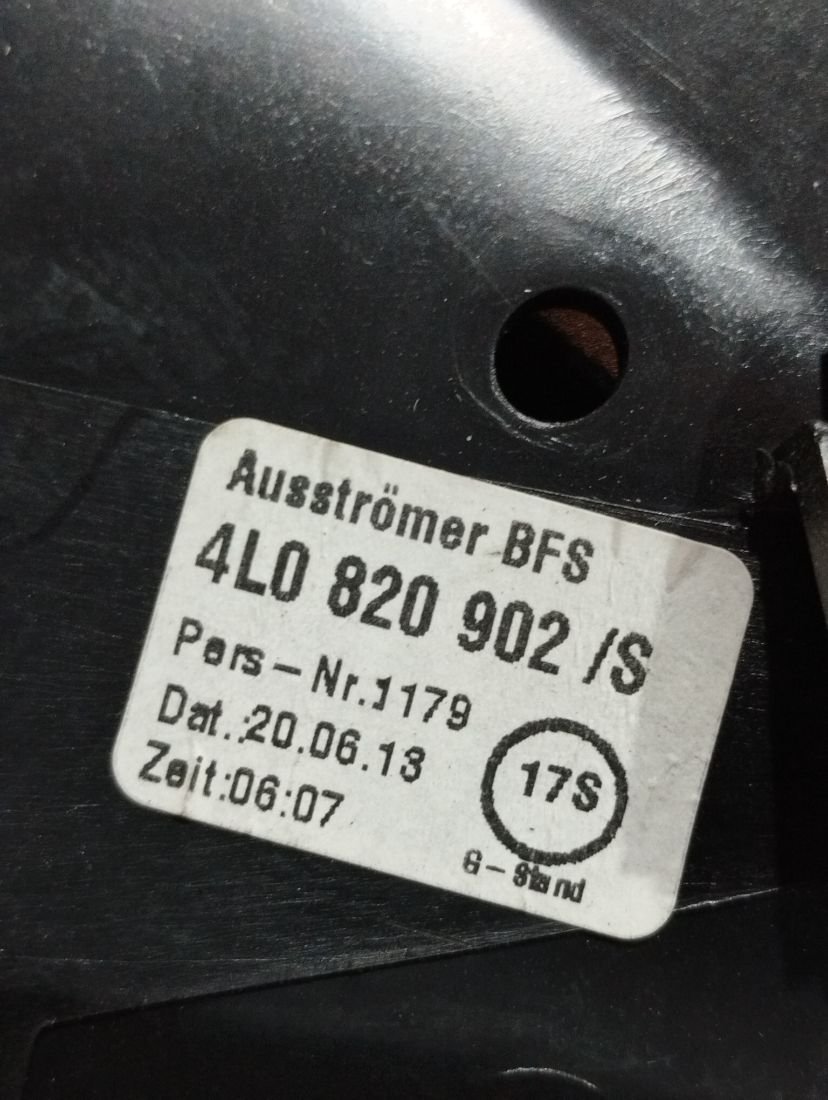 Ausströmer BFS
4L0 820 902 /S
Pers-Nr.1179
Dat.:20.06.13
Zeit:06:07
17S
G-Stand